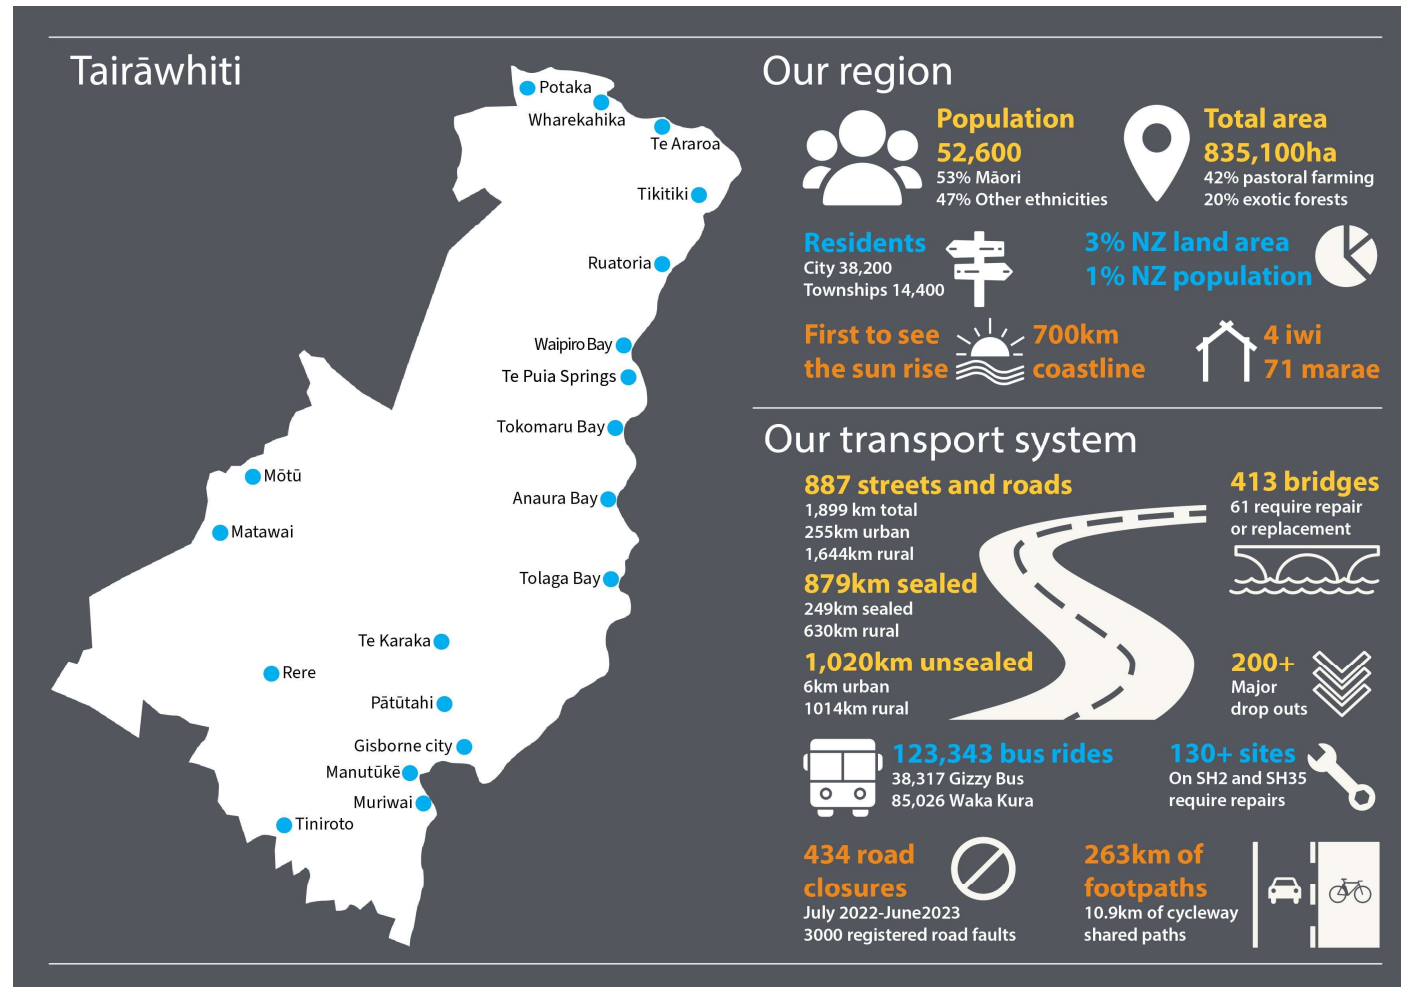 Tairāwhiti
Potaka
Wharekahika
Te Araroa
Tikitiki
Ruatoria
Waipiro Bay
Te Puia Springs
Tokomaru Bay
Mōtū
Anaura Bay
Matawai
Tolaga Bay
Te Karaka
Rere
Pātūtahi
Gisborne city
Manutūkē
Muriwai
Tiniroto
Our region
Population
52,600
53% Māori
47% Other ethnicities
Total area
835,100ha
42% pastoral farming
20% exotic forests
Residents
City 38,200
Townships 14,400
3% NZ land area
1% NZ population
First to see
the sun rise
700km
coastline
4 iwi
71 marae
Our transport system
887 streets and roads
1,899 km total
255km urban
1,644km rural
413 bridges
61 require repair
or replacement
879km sealed
249km sealed
630km rural
1,020km unsealed
6km urban
1014km rural
200+
Major
drop outs
123,343 bus rides
38,317 Gizzy Bus
85,026 Waka Kura
130+ sites
On SH2 and SH35
require repairs
434 road
closures
July 2022-June2023
3000 registered road faults
263km of
footpaths
10.9km of cycleway
shared paths